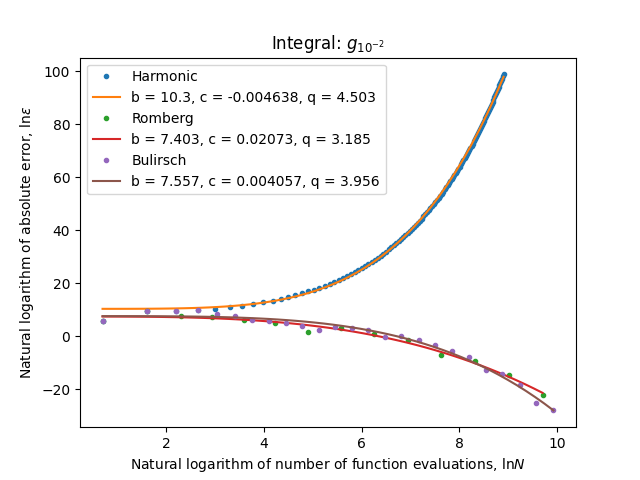 Integral: $g_{10^{-2}}$
Natural logarithm of absolute error, lnε
100
80
60
40
20
0
−20
Harmonic
b = 10.3, c = -0.004638, q = 4.503
Romberg
b = 7.403, c = 0.02073, q = 3.185
Bulirsch
b = 7.557, c = 0.004057, q = 3.956
2 4 6 8 10
Natural logarithm of number of function evaluations, lnN